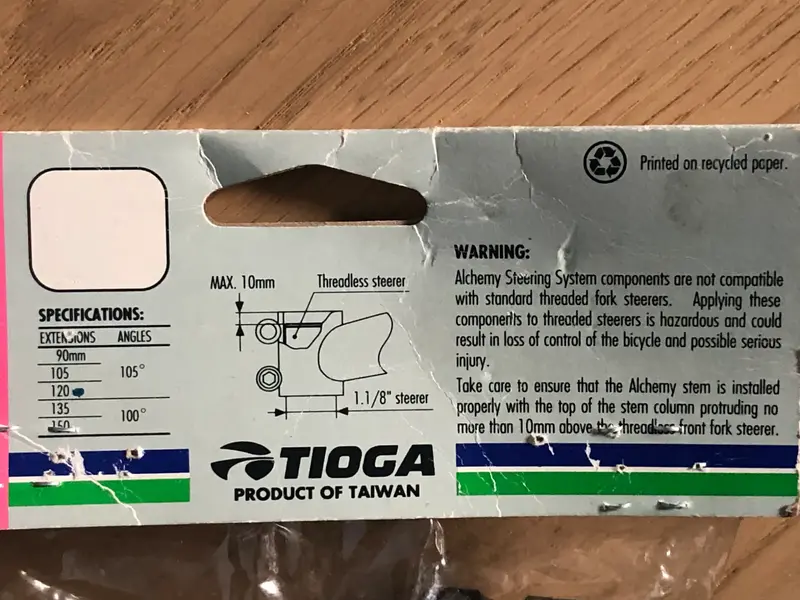 Printed on recycled paper.
SPECIFICATIONS:
EXTENSIONS ANGLES
90mm
105 105°
120
135 100°
150
MAX. 10mm Threadless steerer
1.1/8" steerer
TIOGA
PRODUCT OF TAIWAN
WARNING:
Alchemy Steering System components are not compatible
with standard threaded fork steerers. Applying these
components to threaded steerers is hazardous and could
result in loss of control of the bicycle and possible serious
injury.
Take care to ensure that the Alchemy stem is installed
properly with the top of the stem column protruding no
more than 10mm above the threadless front fork steerer.